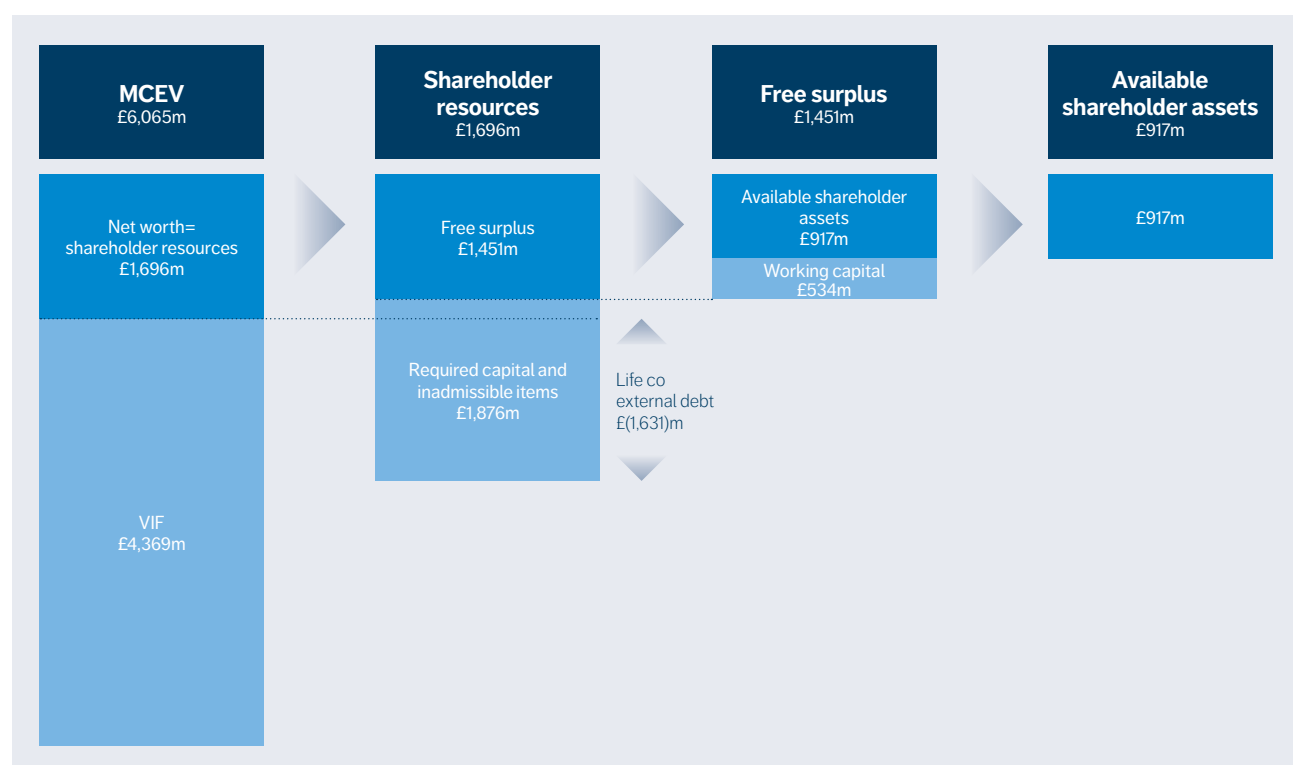 MCEV
£6,065m
Net worth=
shareholder resources
£1,696m
VIF
£4,369m
Shareholder
resources
£1,696m
Free surplus
£1,451m
Required capital and
inadmissible items
£1,876m
Life co
external debt
£(1,631)m
Free surplus
£1,451m
Available shareholder
assets
£917m
Working capital
£534m
Available
shareholder assets
£917m
£917m